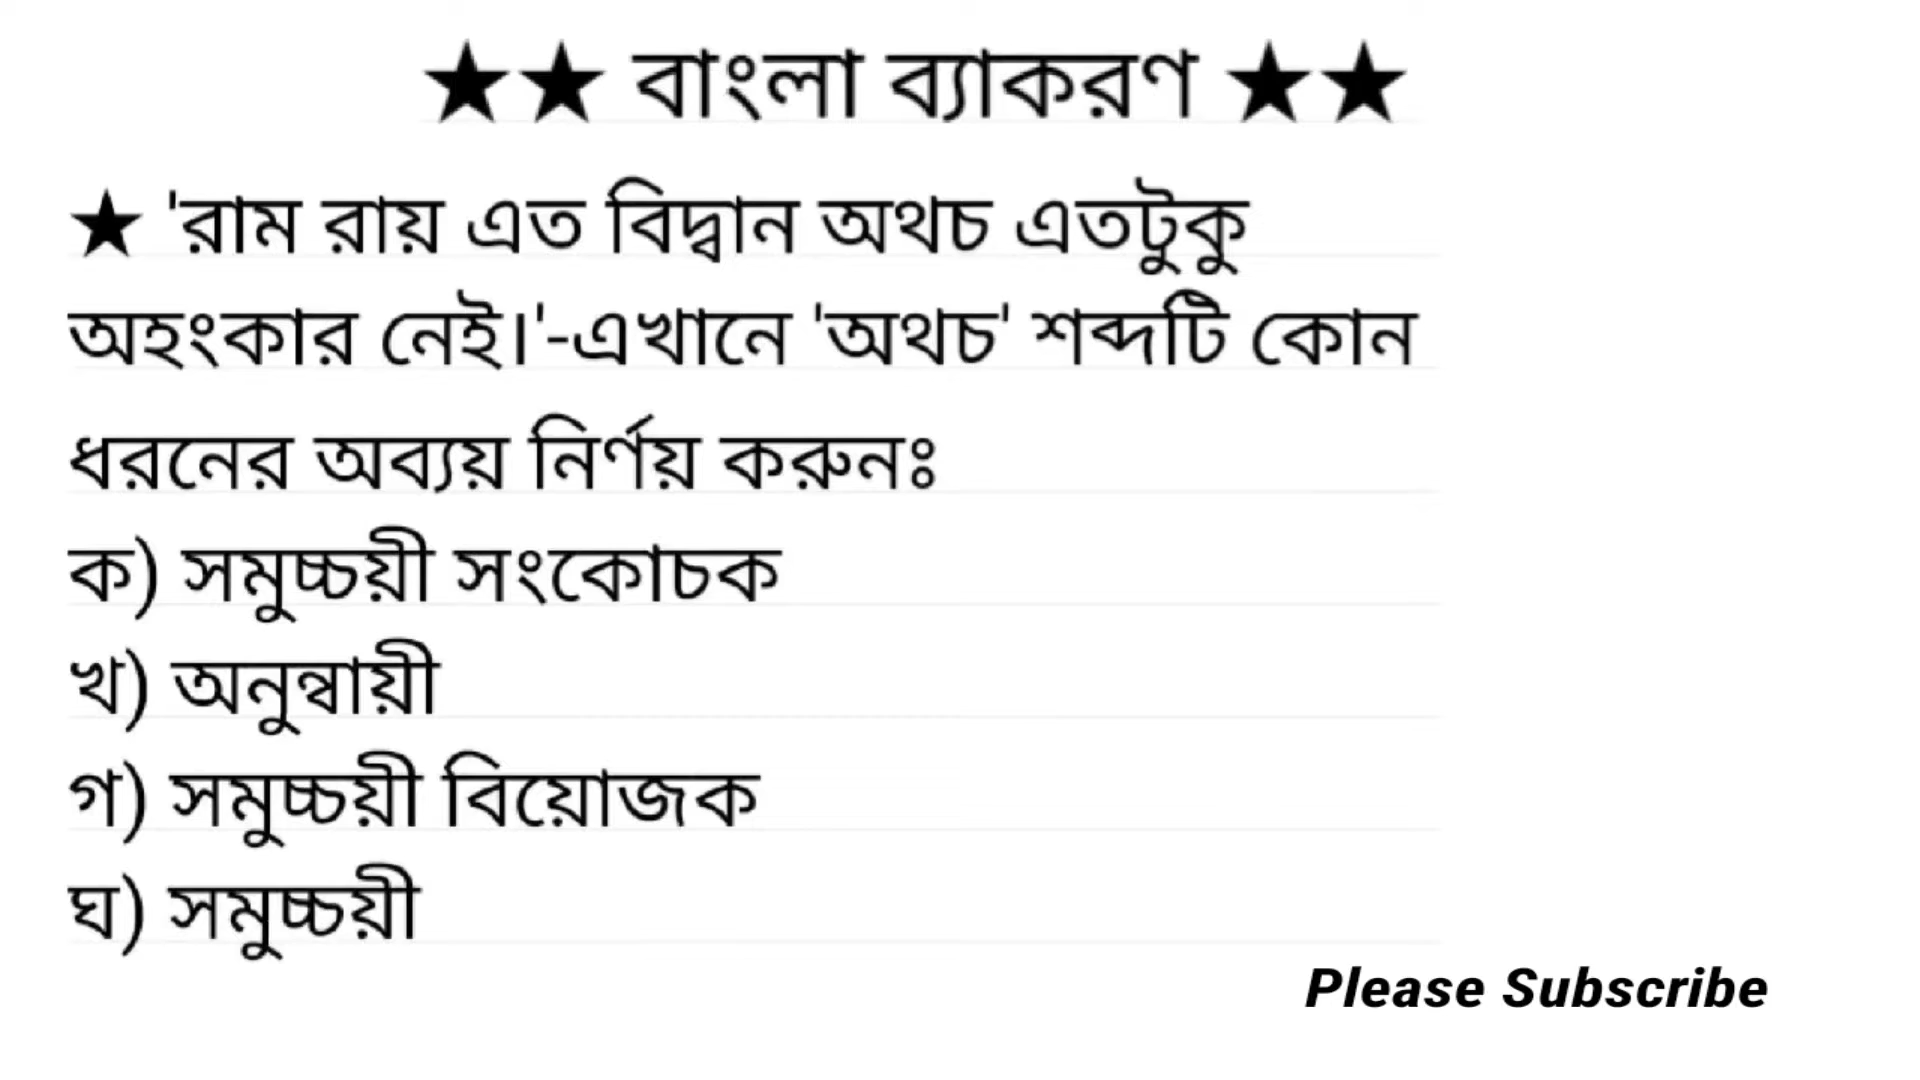 ★★ বাংলা ব্যাকরণ ★★
★ 'রাম রায় এত বিদ্বান অথচ এতটুকু
অহংকার নেই।'-এখানে 'অথচ' শব্দটি কোন
ধরনের অব্যয় নির্ণয় করুনঃ
ক) সমুচ্চয়ী সংকোচক
খ) অনুন্বায়ী
গ) সমুচ্চয়ী বিয়োজক
ঘ) সমুচ্চয়ী
Please Subscribe